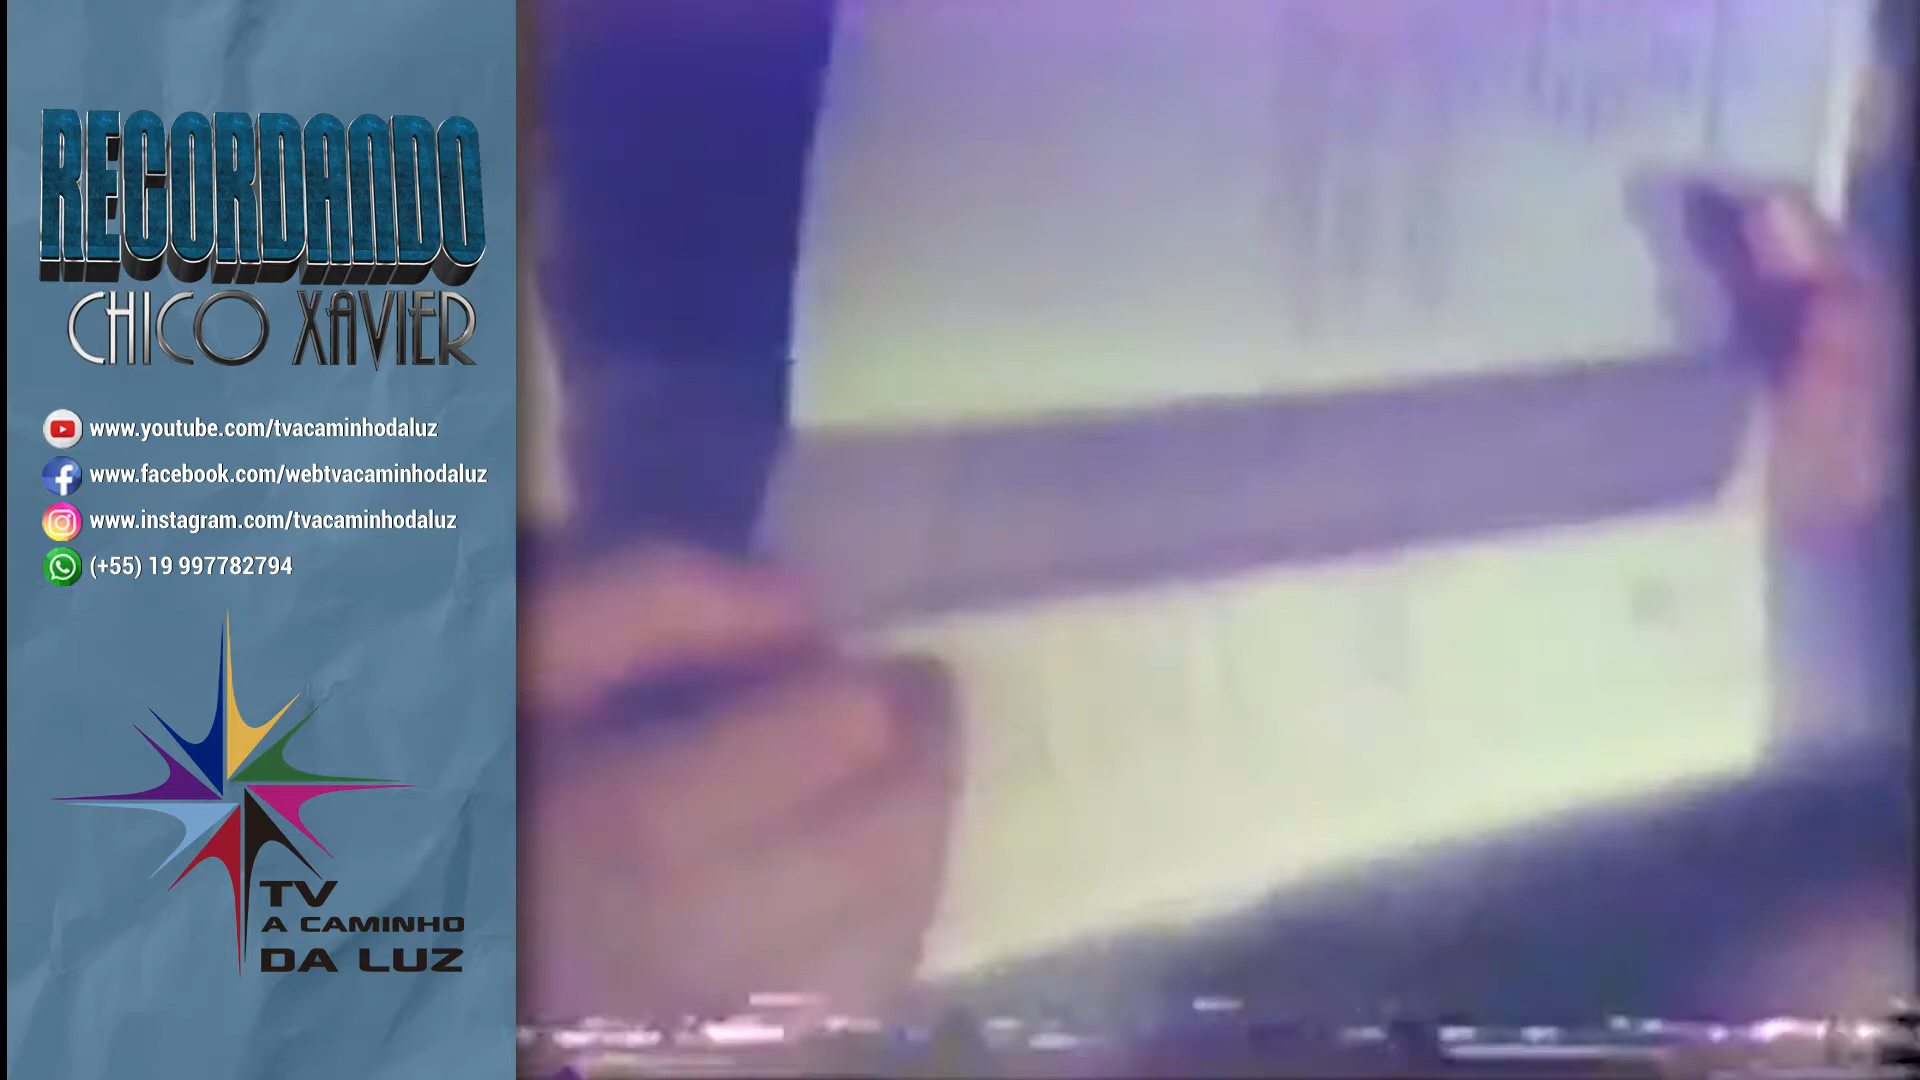 RECORDANDO
CHICO XAVIER
www.youtube.com/tvacaminhodaluz
www.facebook.com/webtvacaminhodaluz
www.instagram.com/tvacaminhodaluz
(+55) 19 997782794
TV
A CAMINHO
DA LUZ